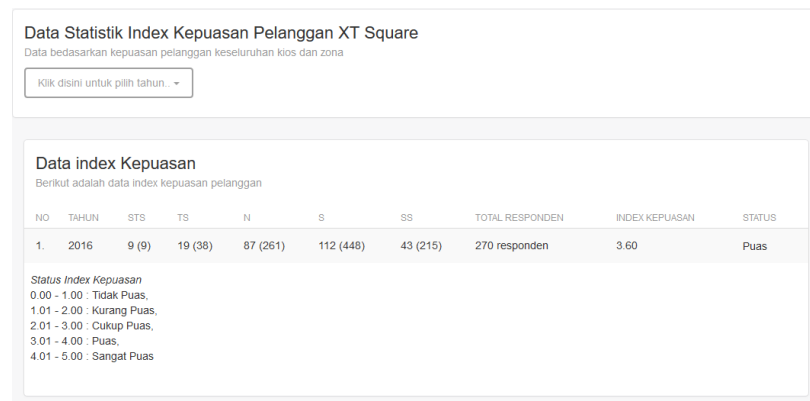 Data Statistik Index Kepuasan Pelanggan XT Square
Data bedasarkan kepuasan pelanggan keseluruhan kios dan zona
Klik disini untuk pilih tahun..
Data index Kepuasan
Berikut adalah data index kepuasan pelanggan
NO TAHUN STS TS N S SS TOTAL RESPONDEN INDEX KEPUASAN STATUS
1. 2016 9 (9) 19 (38) 87 (261) 112 (448) 43 (215) 270 responden 3.60 Puas
Status Index Kepuasan
0.00 - 1.00 : Tidak Puas,
1.01 - 2.00 : Kurang Puas,
2.01 - 3.00 : Cukup Puas,
3.01 - 4.00 : Puas,
4.01 - 5.00 : Sangat Puas